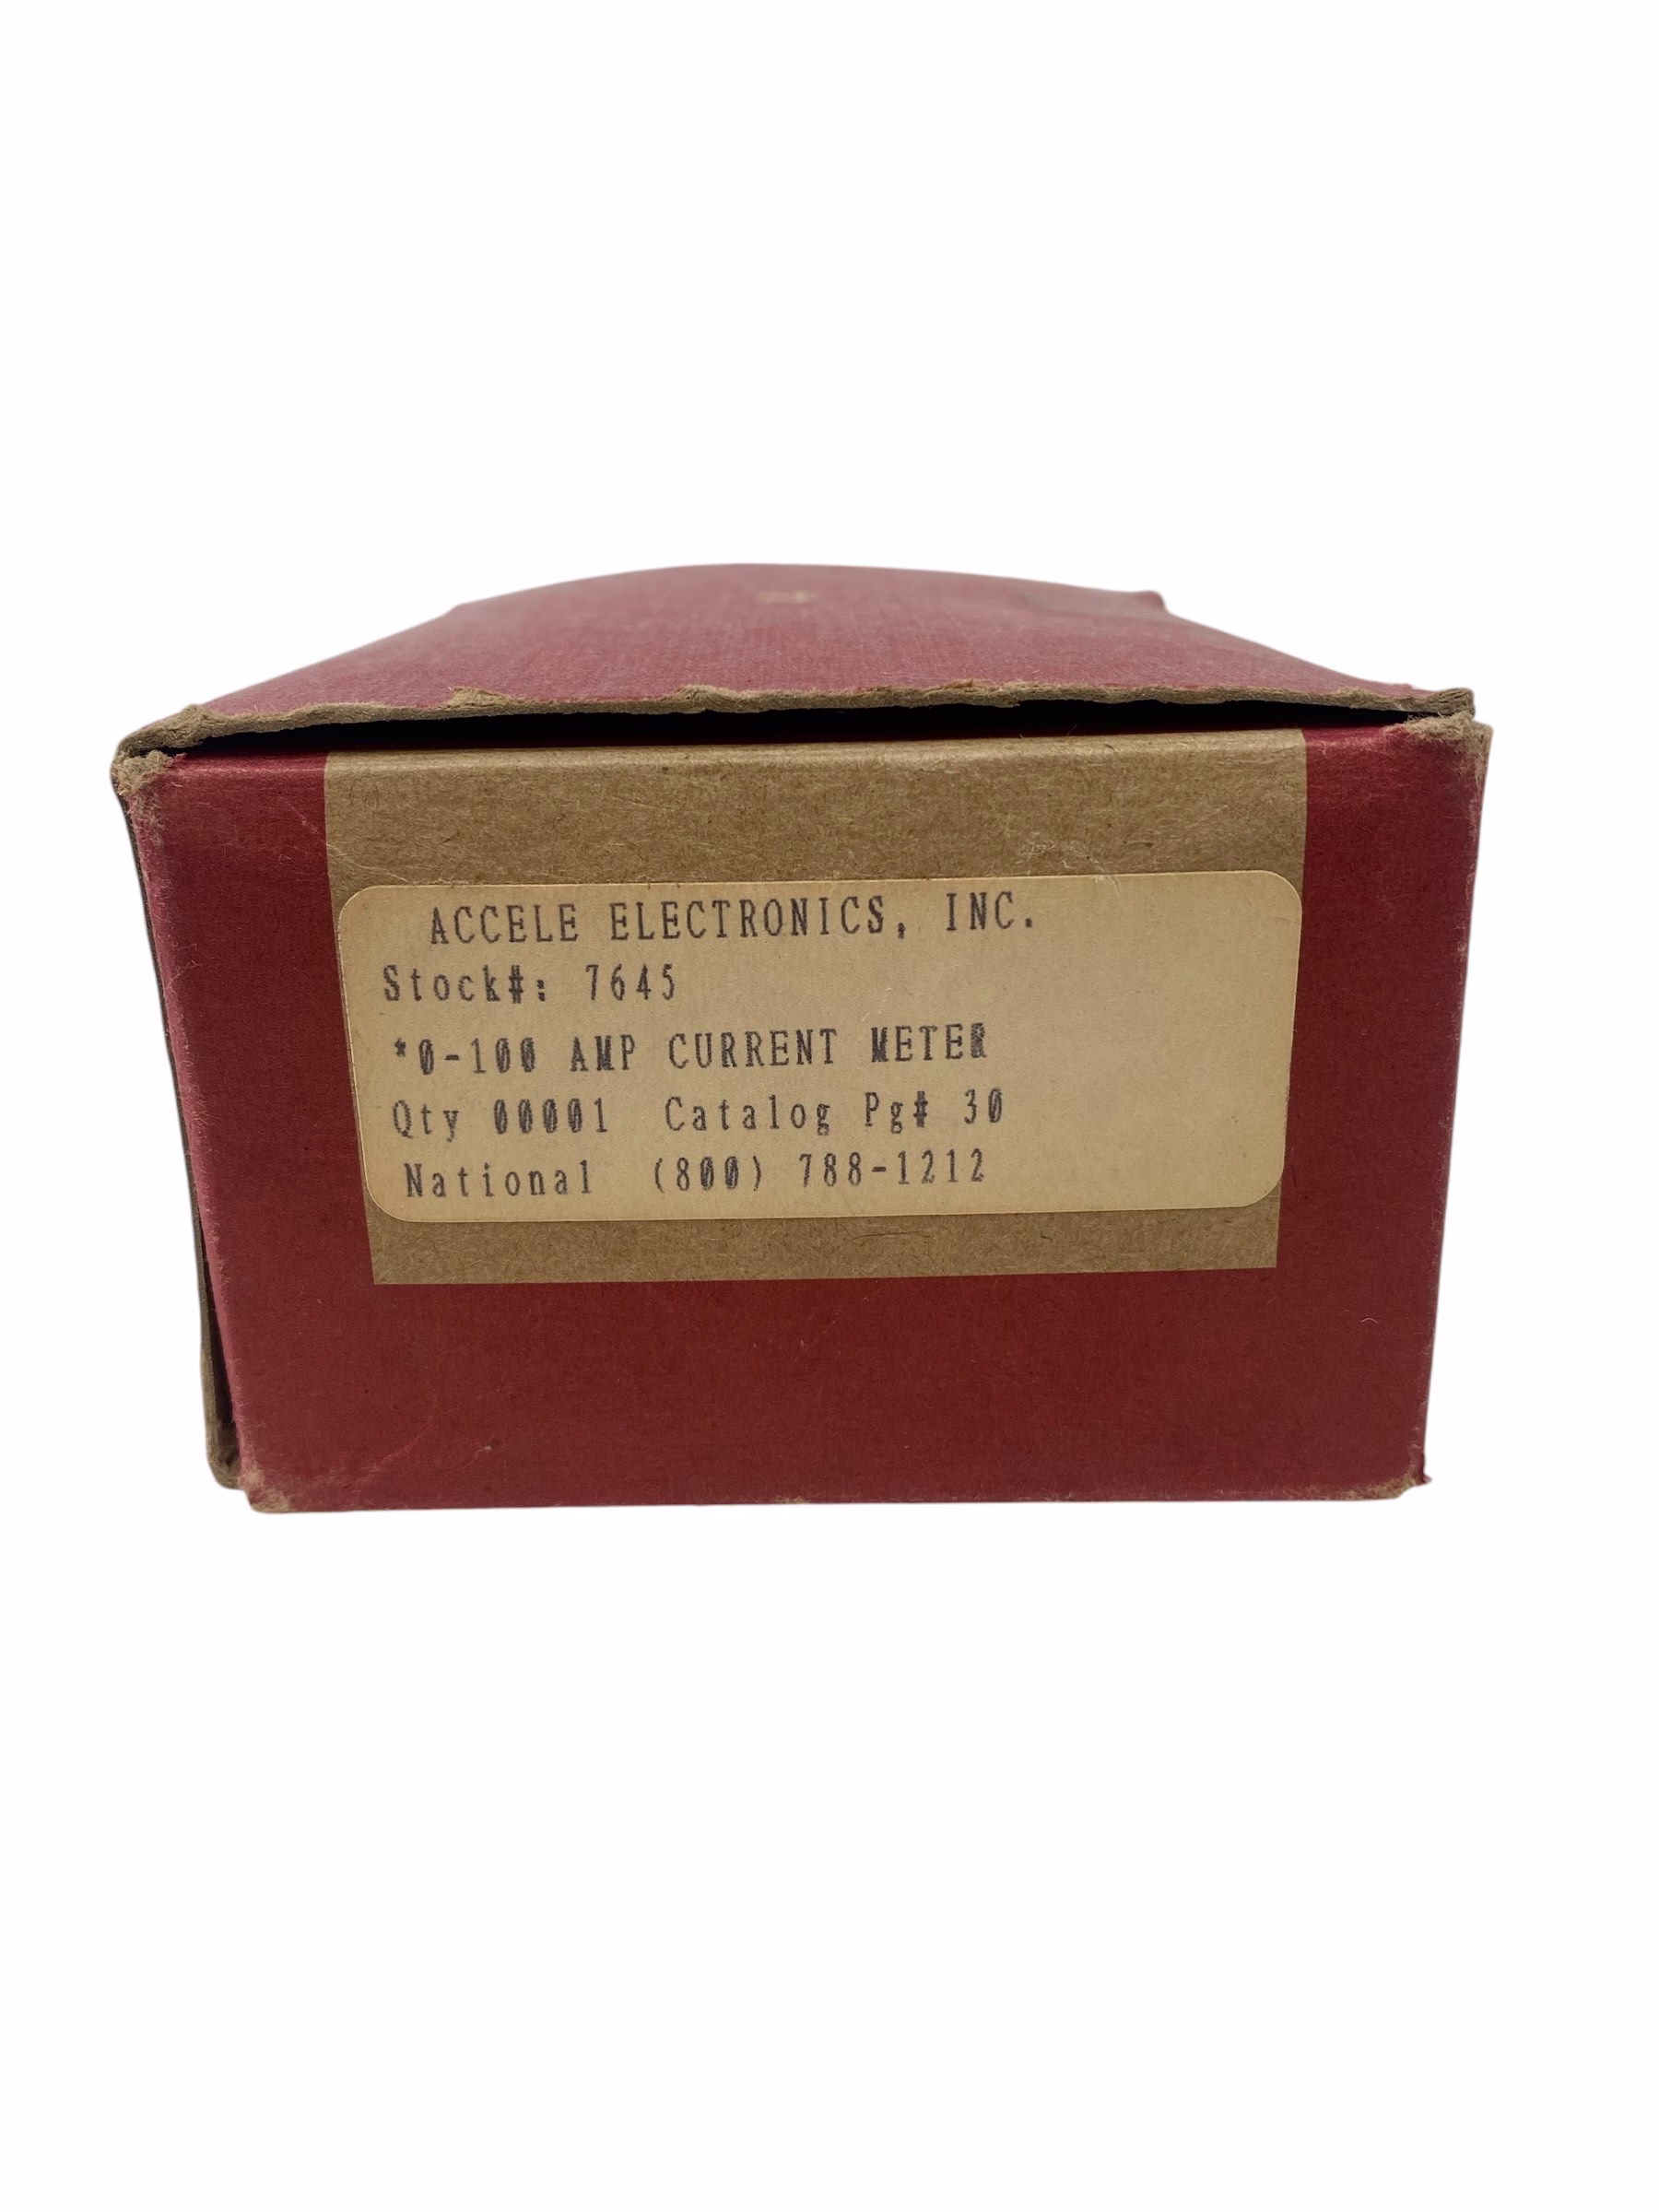 ACCELE ELECTRONICS, INC.
Stock#: 7645
*0-100 AMP CURRENT METER
Qty 00001 Catalog Pg# 30
National (800) 788-1212